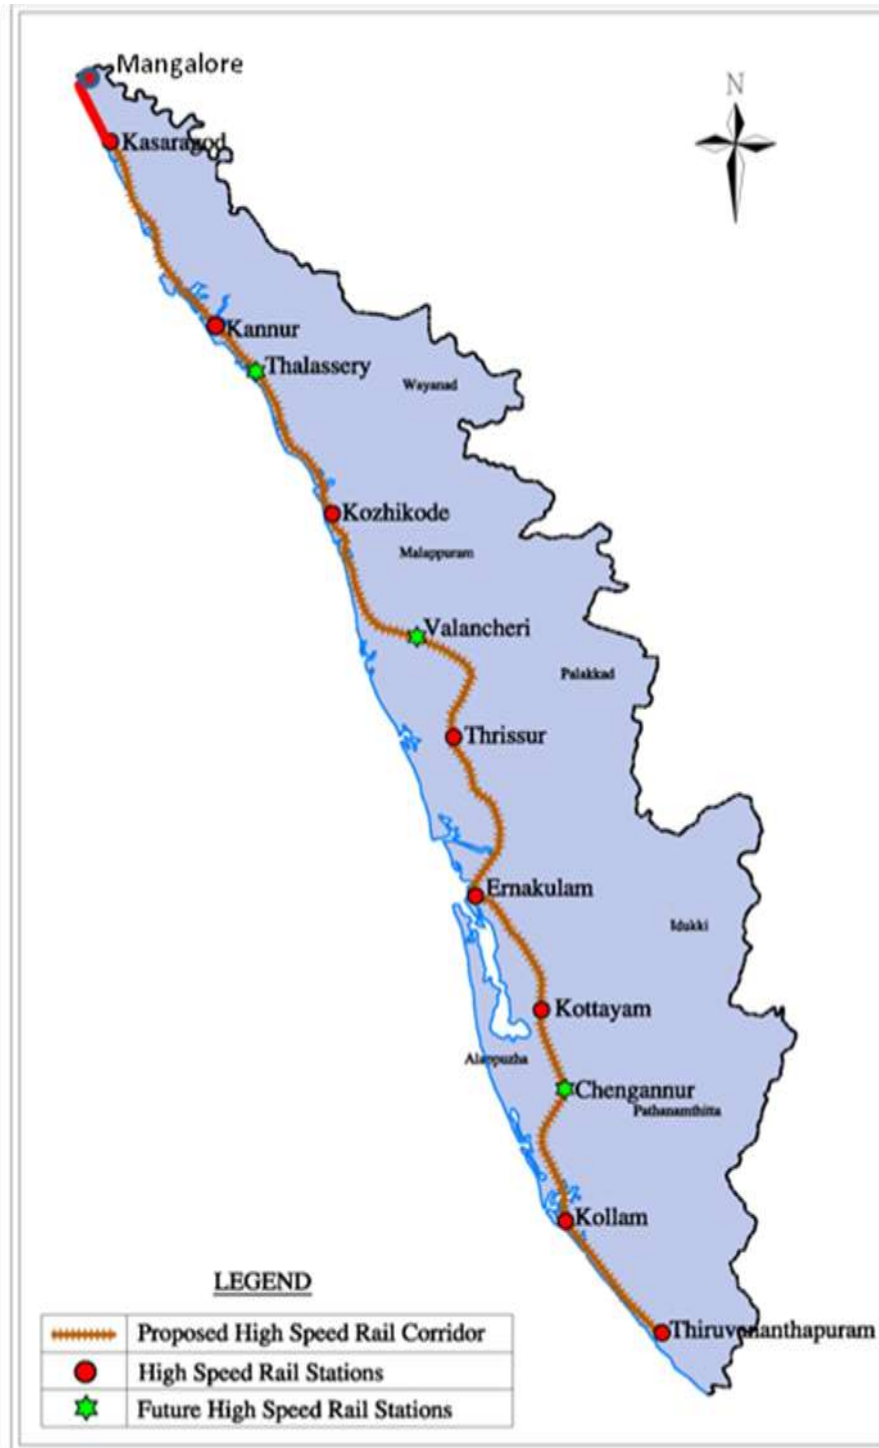 Mangalore
N
Kasaragod
Kannur
Thalassery
Wayanad
Kozhikode
Malappuram
Valancheri
Palakkad
Thrissur
Ernakulam
Idukki
Kottayam
Alappuzha
Chengannur
Pathanamthitta
Kollam
LEGEND
Thiruvananthapuram
Proposed High Speed Rail Corridor
High Speed Rail Stations
Future High Speed Rail Stations